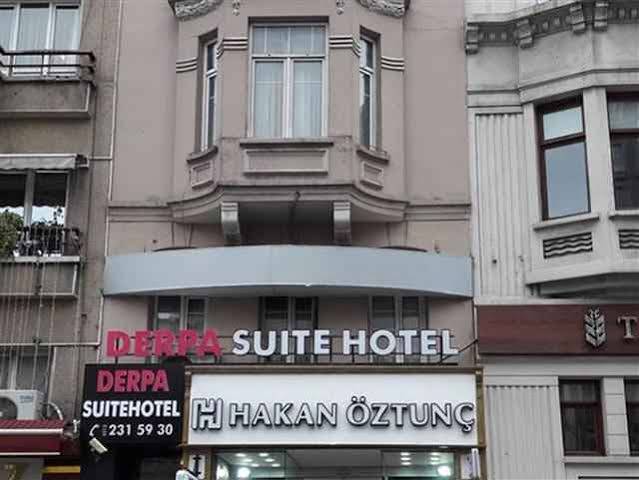 DERPA SUITE HOTEL
DERPA
SUITEHOTEL
231 59 30
HAKAN ÖZTUNÇ